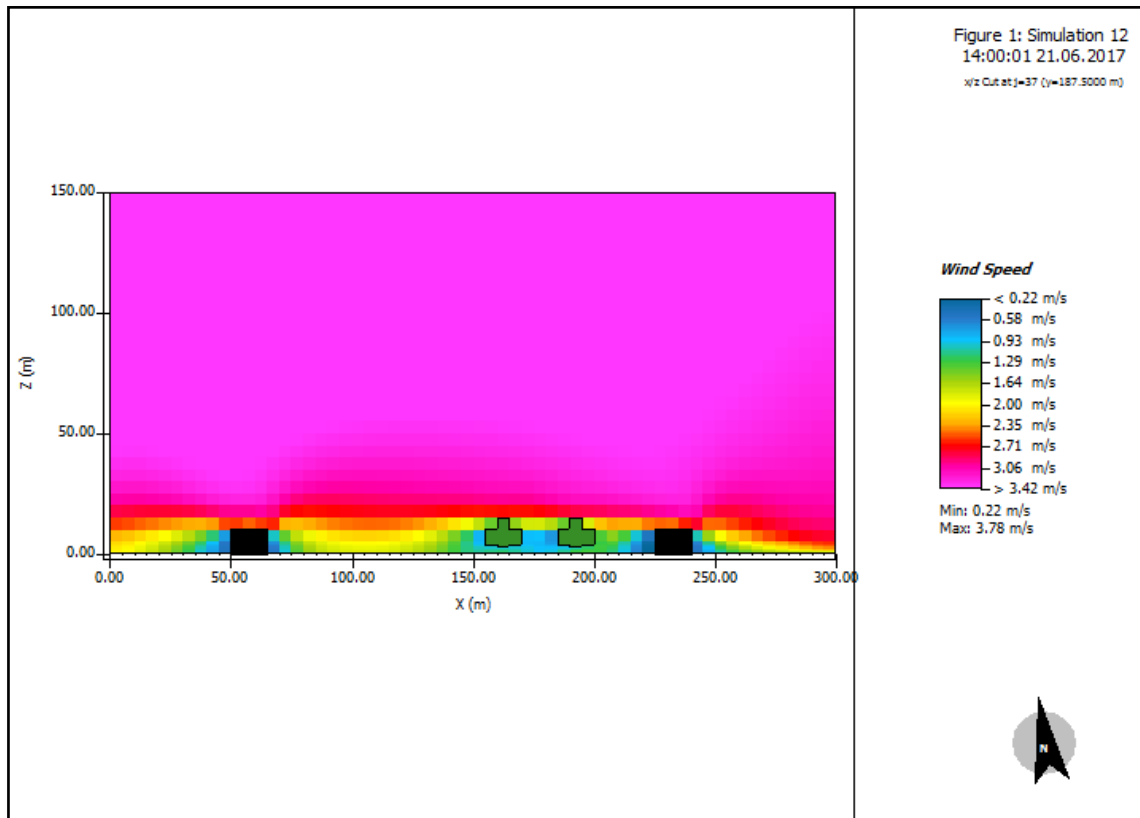 Figure 1: Simulation 12
14:00:01 21.06.2017
x/z Cut at j=37 (y=187.5000 m)
150.00
100.00
50.00
0.00
Z (m)
0.00 50.00 100.00 150.00 200.00 250.00 300.00
X (m)
Wind Speed
< 0.22 m/s
0.58 m/s
0.93 m/s
1.29 m/s
1.64 m/s
2.00 m/s
2.35 m/s
2.71 m/s
3.06 m/s
> 3.42 m/s
Min: 0.22 m/s
Max: 3.78 m/s
N